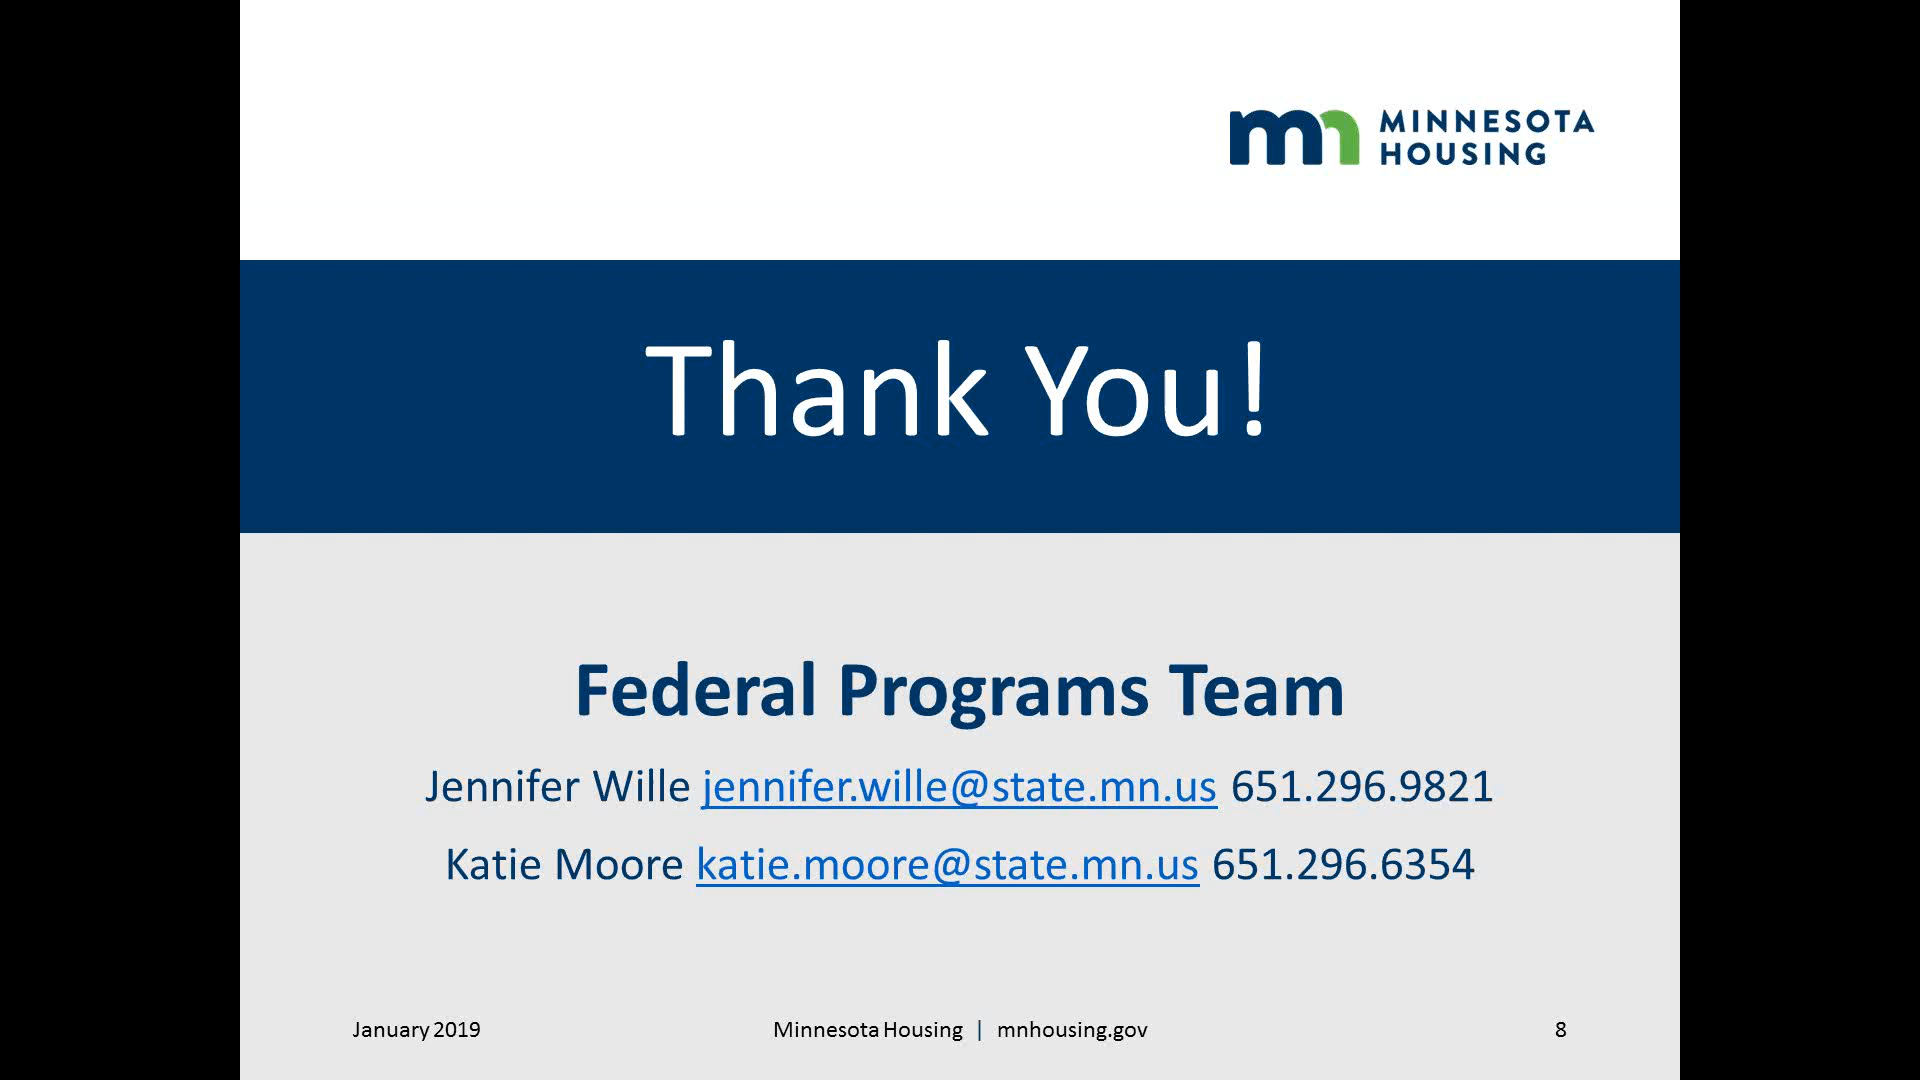 mn MINNESOTA
HOUSING
Thank You!
Federal Programs Team
Jennifer Wille jennifer.wille@state.mn.us 651.296.9821
Katie Moore katie.moore@state.mn.us 651.296.6354
January 2019 Minnesota Housing | mnhousing.gov 8